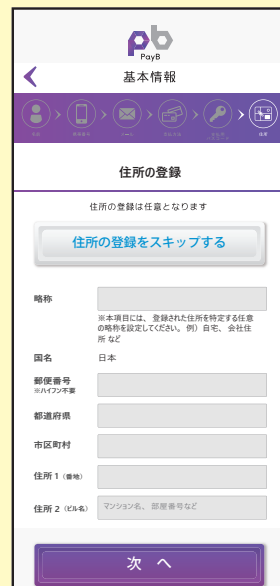 pb
PayB
基本情報
住所の登録
住所の登録は任意となります
住所の登録をスキップする
略称
※本項目には、登録された住所を特定する任意
の略称を設定してください。例）自宅、会社住
所 など
国名 日本
郵便番号
※ハイフン不要
都道府県
市区町村
住所 1（番地）
住所 2（ビル名） マンション名、部屋番号など
次 へ